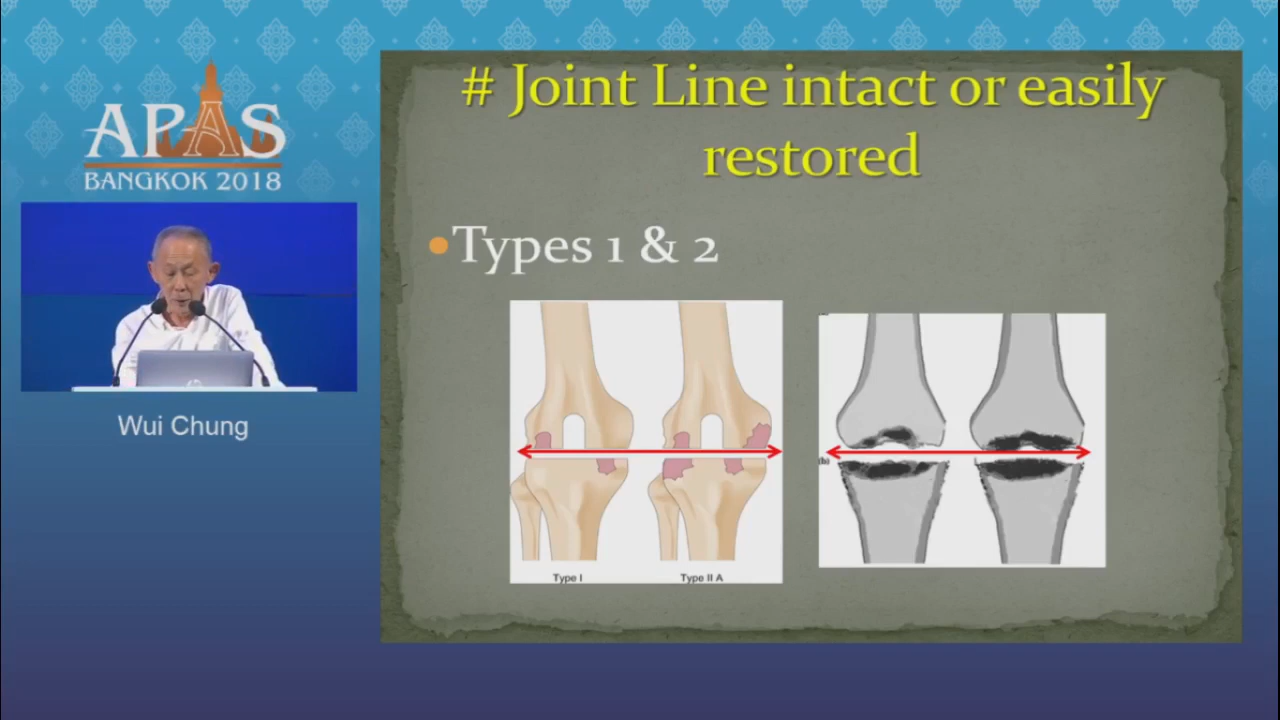 APAS
BANGKOK 2018
Wui Chung
# Joint Line intact or easily
restored
•Types 1 & 2
Type I
Type II A
(b)